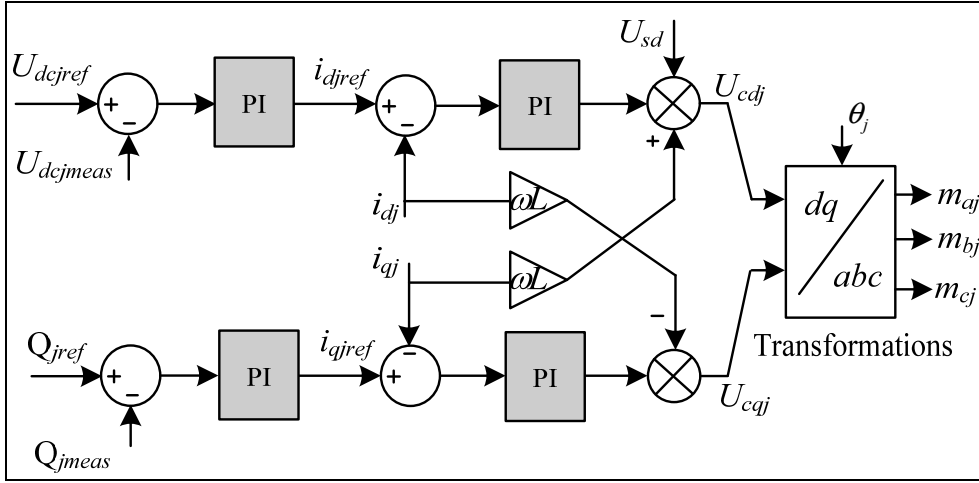 U_sd
U_dcjref
+
−
PI
i_djref
+
−
PI
U_cdj
+
U_dcjmeas
θ_j
i_dj
ωL
dq
m_aj
m_bj
i_qj
ωL
abc
m_cj
−
Transformations
Q_jref
+
−
PI
i_qjref
−
+
PI
U_cqj
Q_jmeas